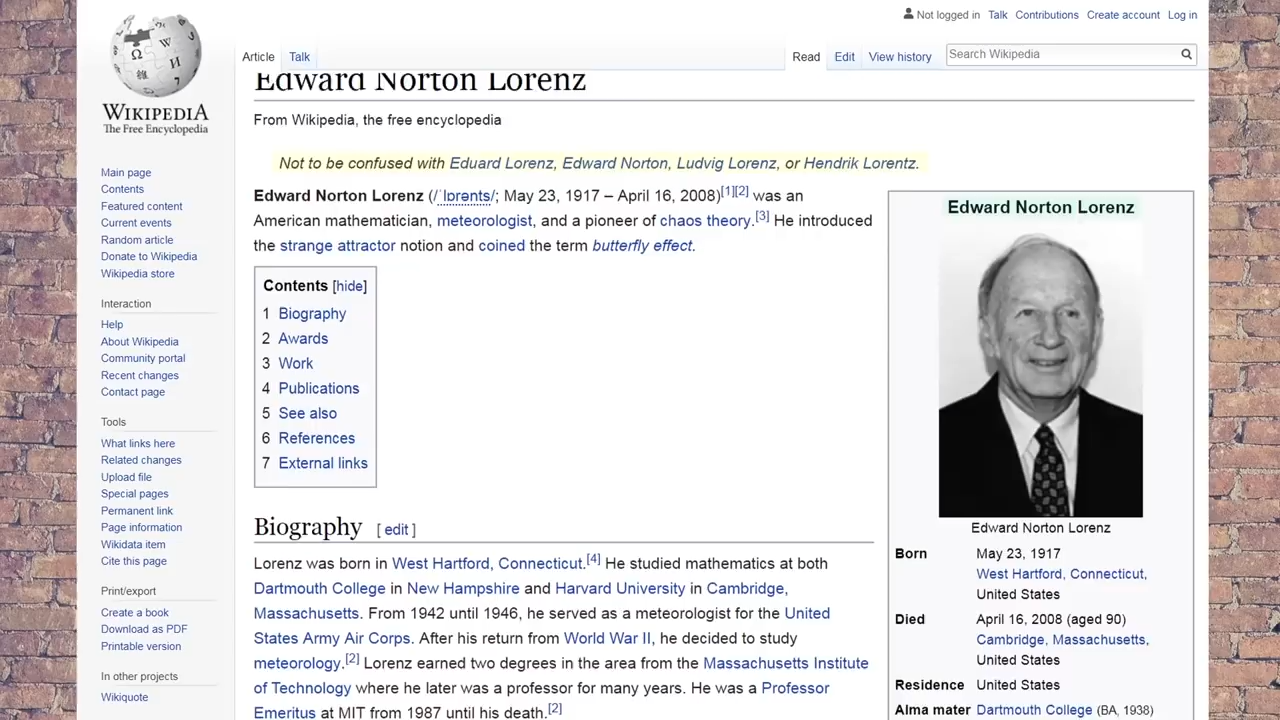 Not logged in Talk Contributions Create account Log in
Article Talk Read Edit View history Search Wikipedia
WIKIPEDIA
The Free Encyclopedia
Main page
Contents
Featured content
Current events
Random article
Donate to Wikipedia
Wikipedia store
Interaction
Help
About Wikipedia
Community portal
Recent changes
Contact page
Tools
What links here
Related changes
Upload file
Special pages
Permanent link
Page information
Wikidata item
Cite this page
Print/export
Create a book
Download as PDF
Printable version
In other projects
Wikiquote
Edward Norton Lorenz
From Wikipedia, the free encyclopedia
Not to be confused with Eduard Lorenz, Edward Norton, Ludvig Lorenz, or Hendrik Lorentz.
Edward Norton Lorenz (/ˈlɒrənts/; May 23, 1917 – April 16, 2008)[1][2] was an
American mathematician, meteorologist, and a pioneer of chaos theory.[3] He introduced
the strange attractor notion and coined the term butterfly effect.
Contents [hide]
1 Biography
2 Awards
3 Work
4 Publications
5 See also
6 References
7 External links
Biography [ edit ]
Lorenz was born in West Hartford, Connecticut.[4] He studied mathematics at both
Dartmouth College in New Hampshire and Harvard University in Cambridge,
Massachusetts. From 1942 until 1946, he served as a meteorologist for the United
States Army Air Corps. After his return from World War II, he decided to study
meteorology.[2] Lorenz earned two degrees in the area from the Massachusetts Institute
of Technology where he later was a professor for many years. He was a Professor
Emeritus at MIT from 1987 until his death.[2]
Edward Norton Lorenz
Edward Norton Lorenz
Born May 23, 1917
West Hartford, Connecticut,
United States
Died April 16, 2008 (aged 90)
Cambridge, Massachusetts,
United States
Residence United States
Alma mater Dartmouth College (BA, 1938)